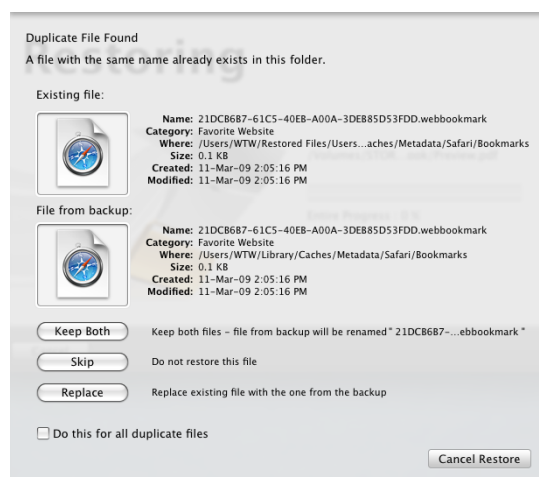 Duplicate File Found
Restoring
A file with the same name already exists in this folder.
Existing file:
Name: 21DCB6B7-61C5-40EB-A00A-3DEB85D53FDD.webbookmark
Category: Favorite Website
Where: /Users/WTW/Restored Files/Users...aches/Metadata/Safari/Bookmarks
Size: 0.1 KB
Created: 11-Mar-09 2:05:16 PM
Modified: 11-Mar-09 2:05:16 PM
File from backup:
Entire Progress : 0 %
Name: 21DCB6B7-61C5-40EB-A00A-3DEB85D53FDD.webbookmark
Category: Favorite Website
Where: /Users/WTW/Library/Caches/Metadata/Safari/Bookmarks
Size: 0.1 KB
Created: 11-Mar-09 2:05:16 PM
Modified: 11-Mar-09 2:05:16 PM
Keep Both Keep both files - file from backup will be renamed" 21DCB6B7-...ebbookmark "
Skip Do not restore this file
Replace Replace existing file with the one from the backup
Do this for all duplicate files
Cancel Restore